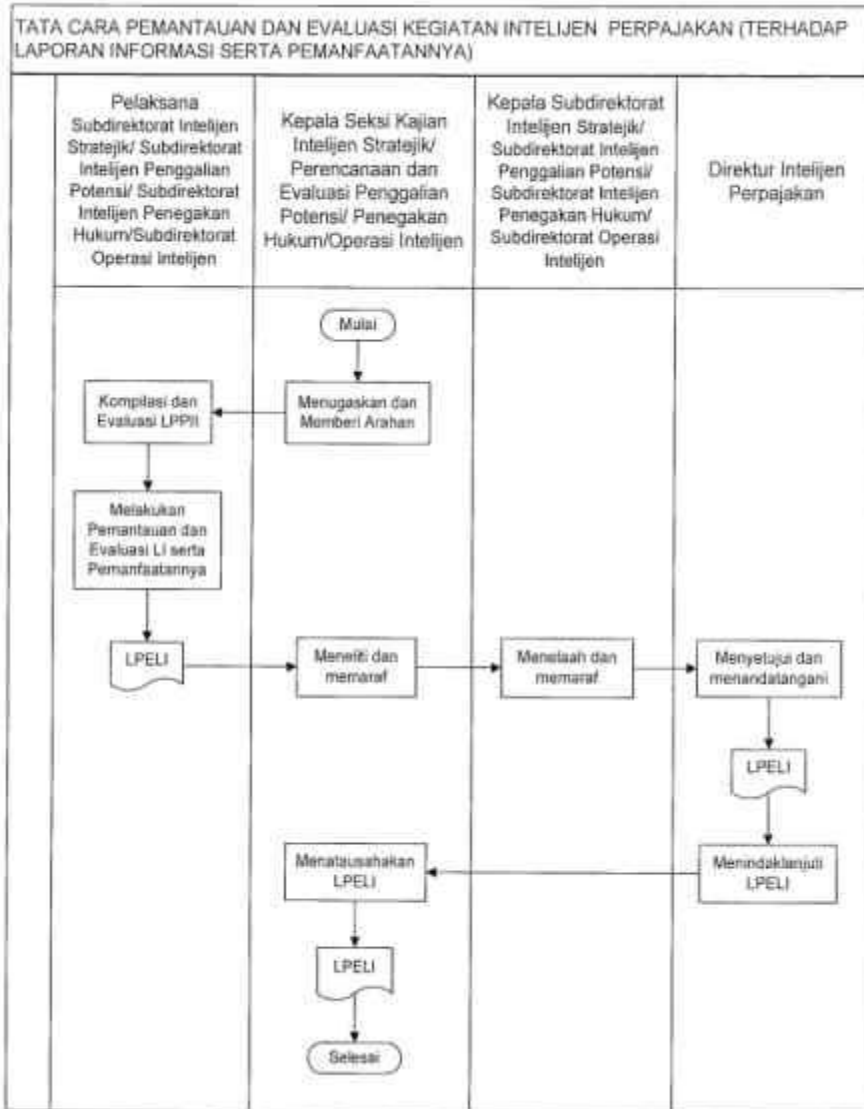 TATA CARA PEMANTAUAN DAN EVALUASI KEGIATAN INTELIJEN PERPAJAKAN (TERHADAP
LAPORAN INFORMASI SERTA PEMANFAATANNYA)
Pelaksana
Subdirektorat Intelijen
Stratejik/ Subdirektorat
Intelijen Penggalian
Potensi/ Subdirektorat
Intelijen Penegakan
Hukum/Subdirektorat
Operasi Intelijen
Kepala Seksi Kajian
Intelijen Stratejik/
Perencanaan dan
Evaluasi Penggalian
Potensi/ Penegakan
Hukum/Operasi Intelijen
Kepala Subdirektorat
Intelijen Stratejik/
Subdirektorat Intelijen
Penggalian Potensi/
Subdirektorat Intelijen
Penegakan Hukum/
Subdirektorat Operasi
Intelijen
Direktur Intelijen
Perpajakan
Mulai
Menugaskan dan
Memberi Arahan
Kompilasi dan
Evaluasi LPPII
Melakukan
Pemantauan dan
Evaluasi LI serta
Pemanfaatannya
LPELI
Meneliti dan
memaraf
Menelaah dan
memaraf
Menyetujui dan
menandatangani
LPELI
Menindaklanjuti
LPELI
Menatausahakan
LPELI
LPELI
Selesai